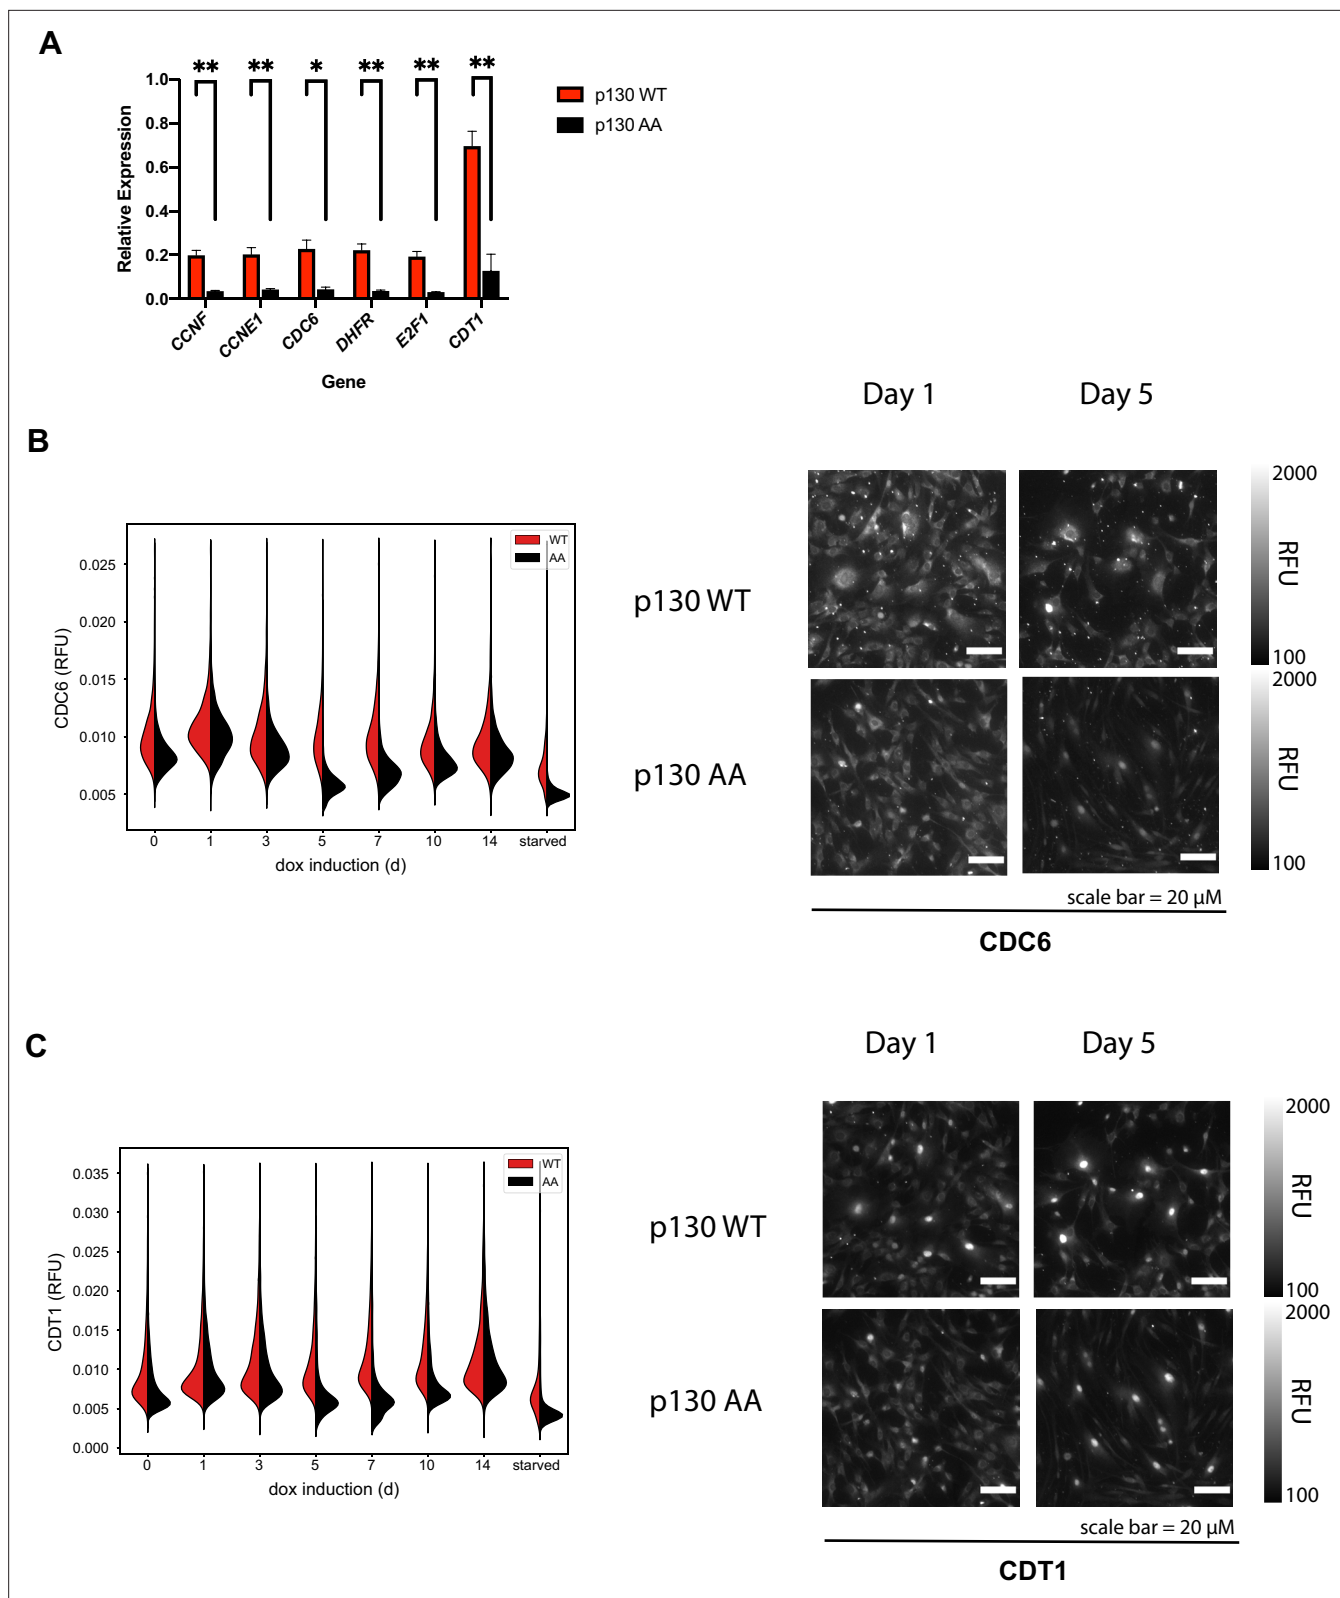 A
** ** * ** ** **
1.0
0.8
0.6
0.4
0.2
0.0
Relative Expression
CCNF CCNE1 CDC6 DHFR E2F1 CDT1
Gene
p130 WT
p130 AA
B
0.025
0.020
0.015
0.010
0.005
CDC6 (RFU)
WT
AA
0 1 3 5 7 10 14 starved
dox induction (d)
Day 1 Day 5
p130 WT
p130 AA
2000
RFU
100
2000
RFU
100
scale bar = 20 µM
CDC6
C
0.035
0.030
0.025
0.020
0.015
0.010
0.005
0.000
CDT1 (RFU)
WT
AA
0 1 3 5 7 10 14 starved
dox induction (d)
Day 1 Day 5
p130 WT
p130 AA
2000
RFU
100
2000
RFU
100
scale bar = 20 µM
CDT1